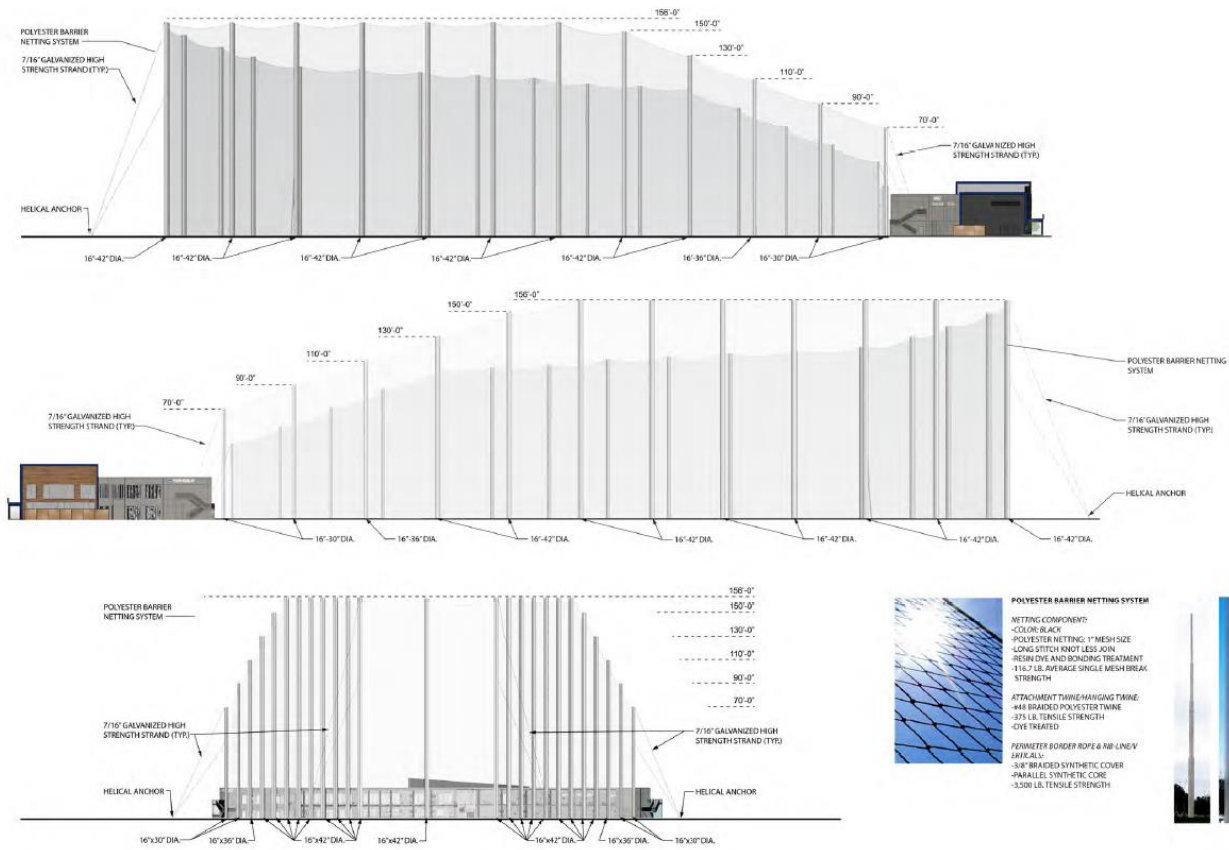 156'-0"
150'-0"
130'-0"
110'-0"
90'-0"
70'-0"
POLYESTER BARRIER
NETTING SYSTEM
7/16" GALVANIZED HIGH
STRENGTH STRAND (TYP.)
7/16" GALVANIZED HIGH
STRENGTH STRAND (TYP.)
HELICAL ANCHOR
16"-42" DIA.
16"-42" DIA.
16"-42" DIA.
16"-42" DIA.
16"-42" DIA.
16"-36" DIA.
16"-30" DIA.
156'-0"
150'-0"
130'-0"
110'-0"
90'-0"
70'-0"
7/16" GALVANIZED HIGH
STRENGTH STRAND (TYP.)
POLYESTER BARRIER NETTING
SYSTEM
7/16" GALVANIZED HIGH
STRENGTH STRAND (TYP.)
HELICAL ANCHOR
16"-30" DIA.
16"-36" DIA.
16"-42" DIA.
16"-42" DIA.
16"-42" DIA.
16"-42" DIA.
16"-42" DIA.
156'-0"
150'-0"
130'-0"
110'-0"
90'-0"
70'-0"
POLYESTER BARRIER
NETTING SYSTEM
7/16" GALVANIZED HIGH
STRENGTH STRAND (TYP.)
7/16" GALVANIZED HIGH
STRENGTH STRAND (TYP.)
HELICAL ANCHOR
HELICAL ANCHOR
16"x30" DIA.
16"x36" DIA.
16"x42" DIA.
16"x42" DIA.
16"x42" DIA.
16"x36" DIA.
16"x30" DIA.
POLYESTER BARRIER NETTING SYSTEM
NETTING COMPONENT:
-COLOR: BLACK
-POLYESTER NETTING: 1" MESH SIZE
-LONG STITCH KNOT LESS JOIN
-RESIN DYE AND BONDING TREATMENT
-116.7 LB. AVERAGE SINGLE MESH BREAK
STRENGTH
ATTACHMENT TWINE/HANGING TWINE:
-#48 BRAIDED POLYESTER TWINE
-375 LB. TENSILE STRENGTH
-DYE TREATED
PERIMETER BORDER ROPE & RIB-LINE/V
ERTICALS:
-3/8" BRAIDED SYNTHETIC COVER
-PARALLEL SYNTHETIC CORE
-3,500 LB. TENSILE STRENGTH